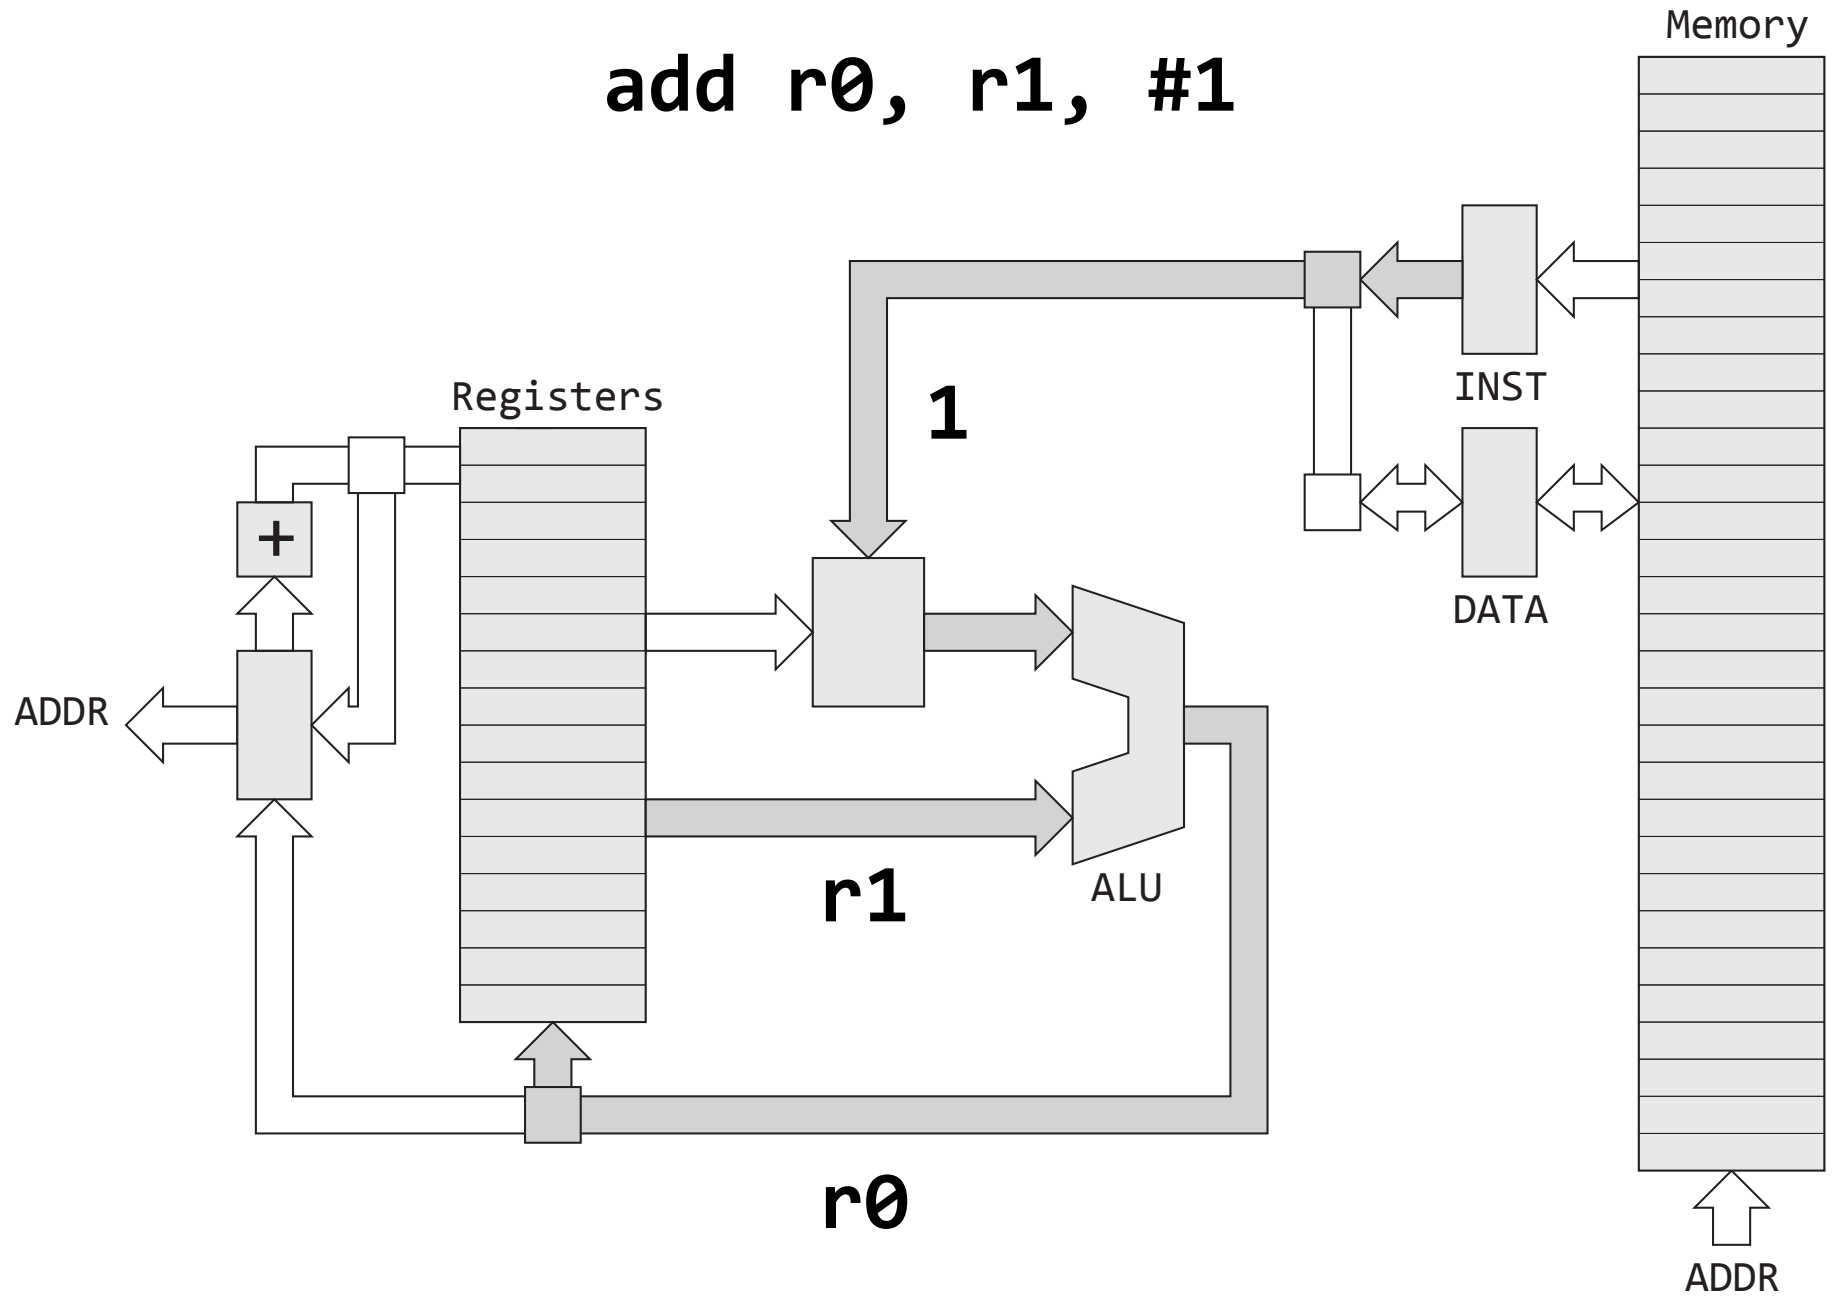 Memory
add r0, r1, #1
INST
Registers
1
+
DATA
ADDR
r1
ALU
r0
ADDR